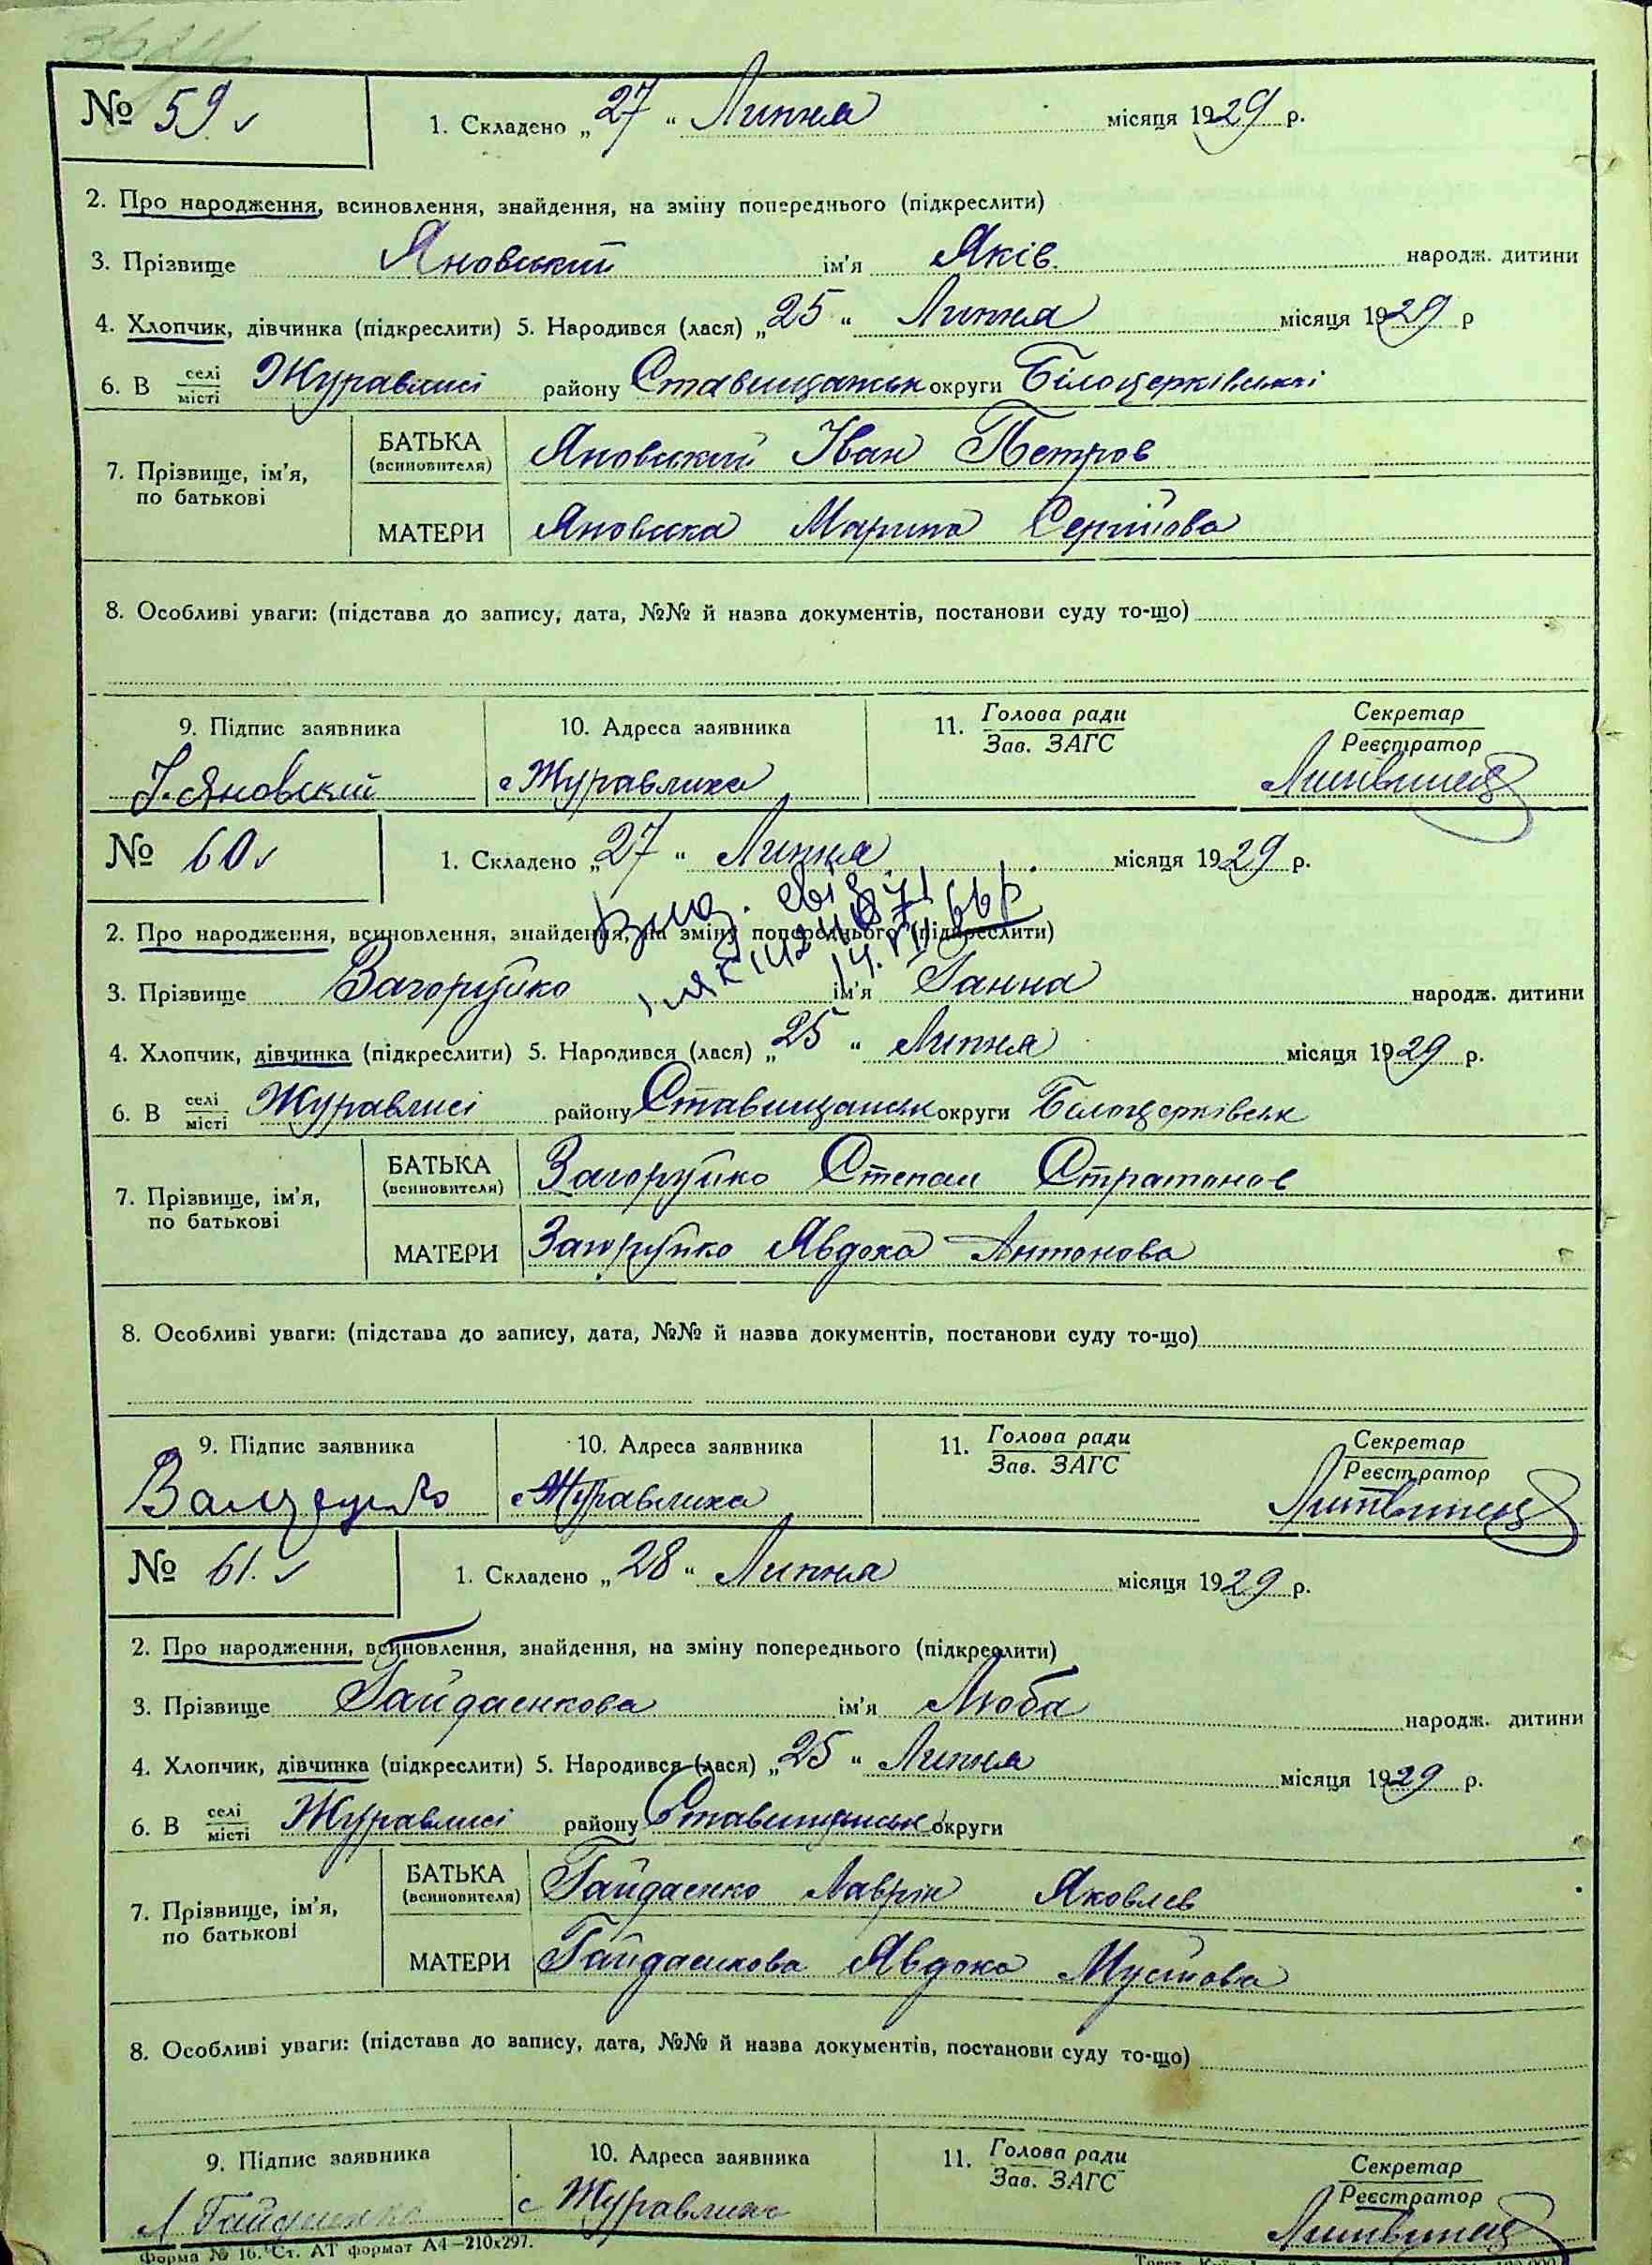 № 59 1. Складено „27“ Липня місяця 1929 р.
2. Про народження, всиновлення, знайдення, на зміну попереднього (підкреслити)
3. Прізвище Яновський ім'я Яків народж. дитини
4. Хлопчик, дівчинка (підкреслити) 5. Народився (лася) „25“ Липня місяця 1929 р
6. В селі місті Журавлисі району Ставищанськ округи Білоцерківські
7. Прізвище, ім'я, по батькові
БАТЬКА (всиновителя) Яновський Іван Петров
МАТЕРИ Яновська Марина Сергійова
8. Особливі уваги: (підстава до запису, дата, №№ й назва документів, постанови суду то-що)
9. Підпис заявника 10. Адреса заявника 11. Голова ради Зав. ЗАГС Секретар Реєстратор
І. Яновский с Журавлиха
№ 60 1. Складено „27“ Липня місяця 1929 р.
2. Про народження, всиновлення, знайдення, на зміну попереднього (підкреслити)
3. Прізвище Загоруйко ім'я Ганна народж. дитини
4. Хлопчик, дівчинка (підкреслити) 5. Народився (лася) „25“ Липня місяця 1929 р.
6. В селі місті Журавлисі району Ставищанськ округи Білоцерківськ
7. Прізвище, ім'я, по батькові
БАТЬКА (всиновителя) Загоруйко Степан Стратонов
МАТЕРИ Загоруйко Явдоха Антонова
8. Особливі уваги: (підстава до запису, дата, №№ й назва документів, постанови суду то-що)
9. Підпис заявника 10. Адреса заявника 11. Голова ради Зав. ЗАГС Секретар Реєстратор
с Журавлиха
№ 61. 1. Складено „28“ Липня місяця 1929 р.
2. Про народження, всиновлення, знайдення, на зміну попереднього (підкреслити)
3. Прізвище Гайдаєнкова ім'я Люба народж. дитини
4. Хлопчик, дівчинка (підкреслити) 5. Народився (лася) „25“ Липня місяця 1929 р.
6. В селі місті Журавлисі району Ставищанськ округи
7. Прізвище, ім'я, по батькові
БАТЬКА (всиновителя) Гайдаєнко Лаврін Яковлев
МАТЕРИ Гайдаєнкова Явдоха
8. Особливі уваги: (підстава до запису, дата, №№ й назва документів, постанови суду то-що)
9. Підпис заявника 10. Адреса заявника 11. Голова ради Зав. ЗАГС Секретар Реєстратор
с Журавлиха
Форма № 16. Ст. АТ формат А4—210х297.